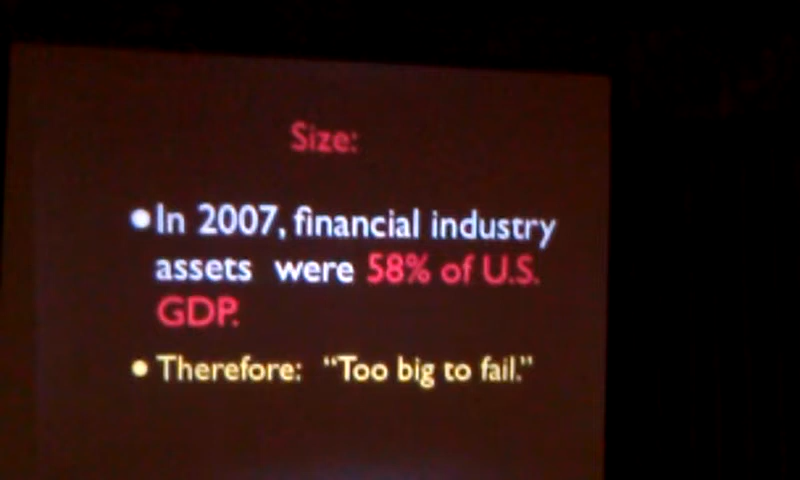 Size:
•In 2007, financial industry
assets were 58% of U.S.
GDP.
• Therefore: “Too big to fail.”